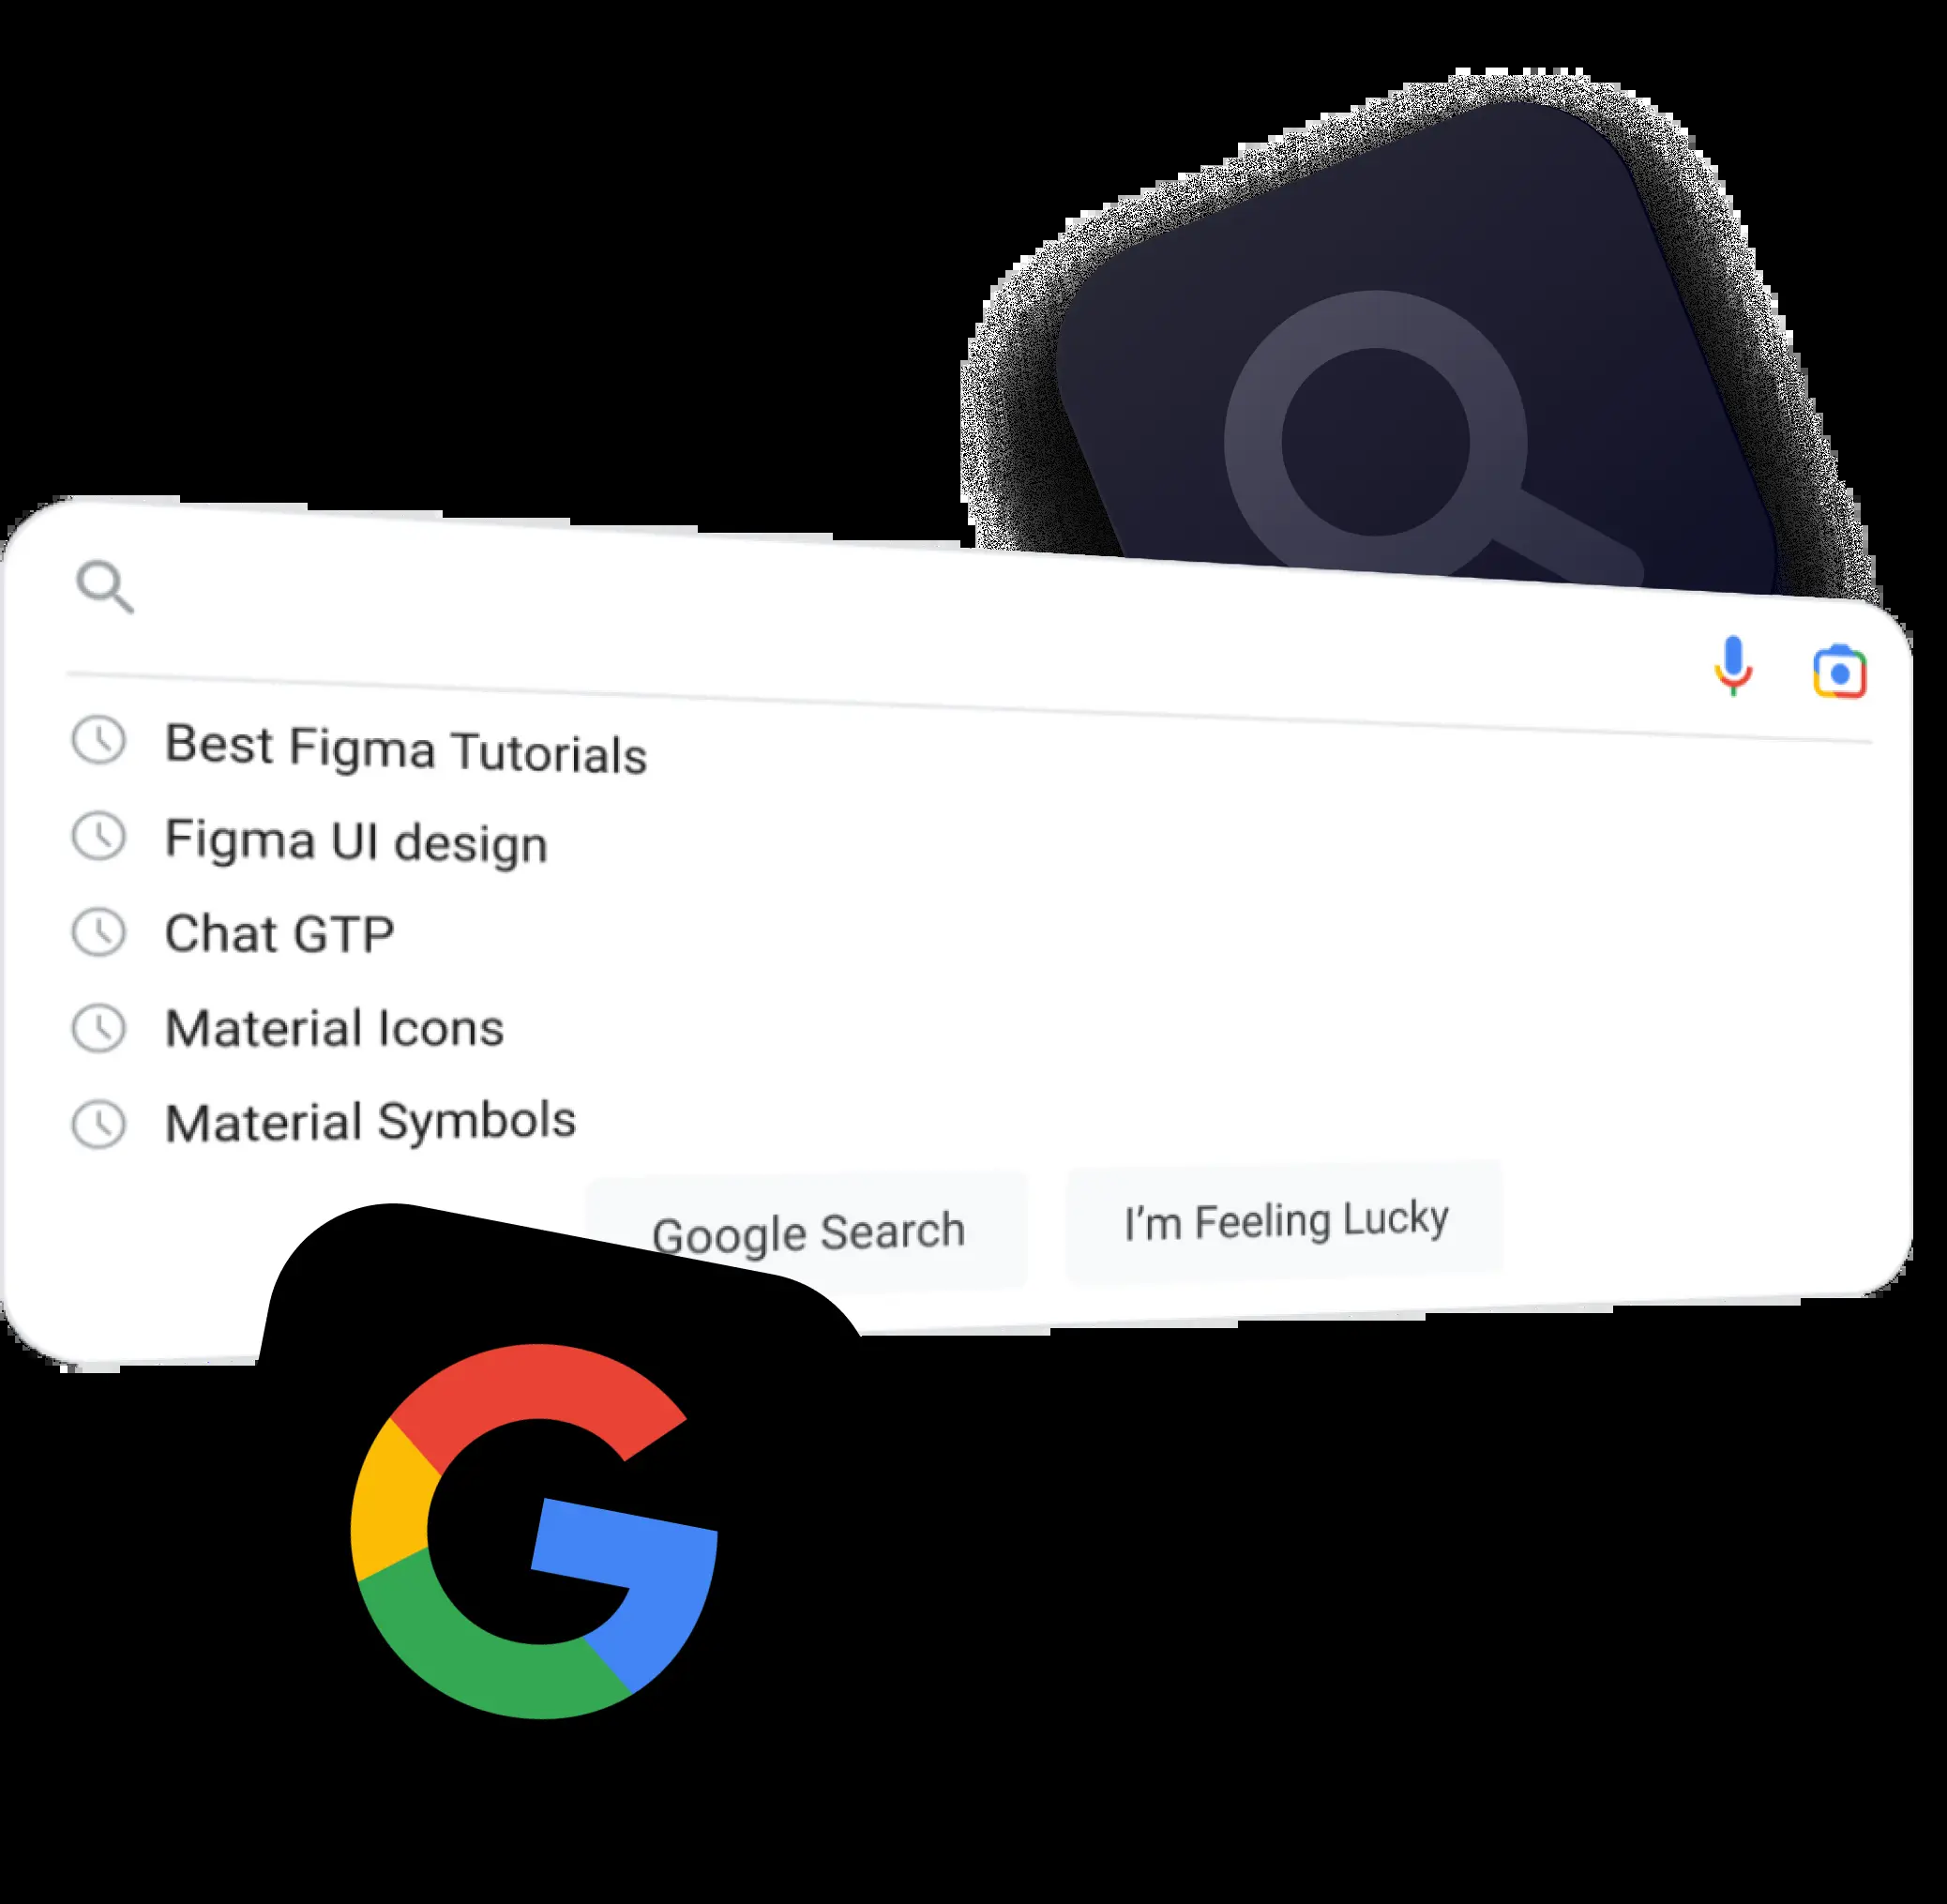 Best Figma Tutorials
Figma UI design
Chat GTP
Material Icons
Material Symbols
Google Search
I’m Feeling Lucky
G